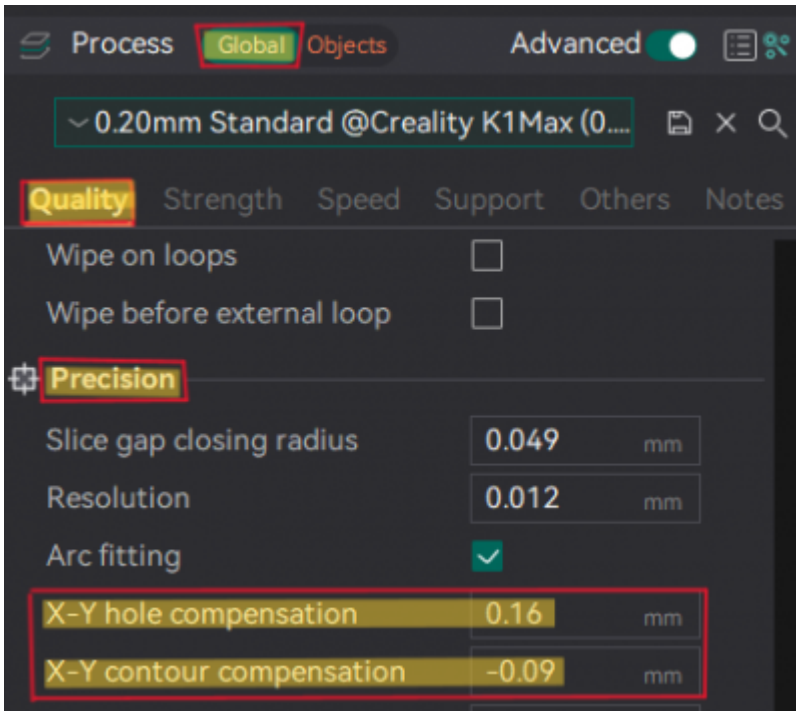 Process Global Objects Advanced
0.20mm Standard @Creality K1Max (0....
Quality Strength Speed Support Others Notes
Wipe on loops
Wipe before external loop
Precision
Slice gap closing radius 0.049 mm
Resolution 0.012 mm
Arc fitting
X-Y hole compensation 0.16 mm
X-Y contour compensation -0.09 mm